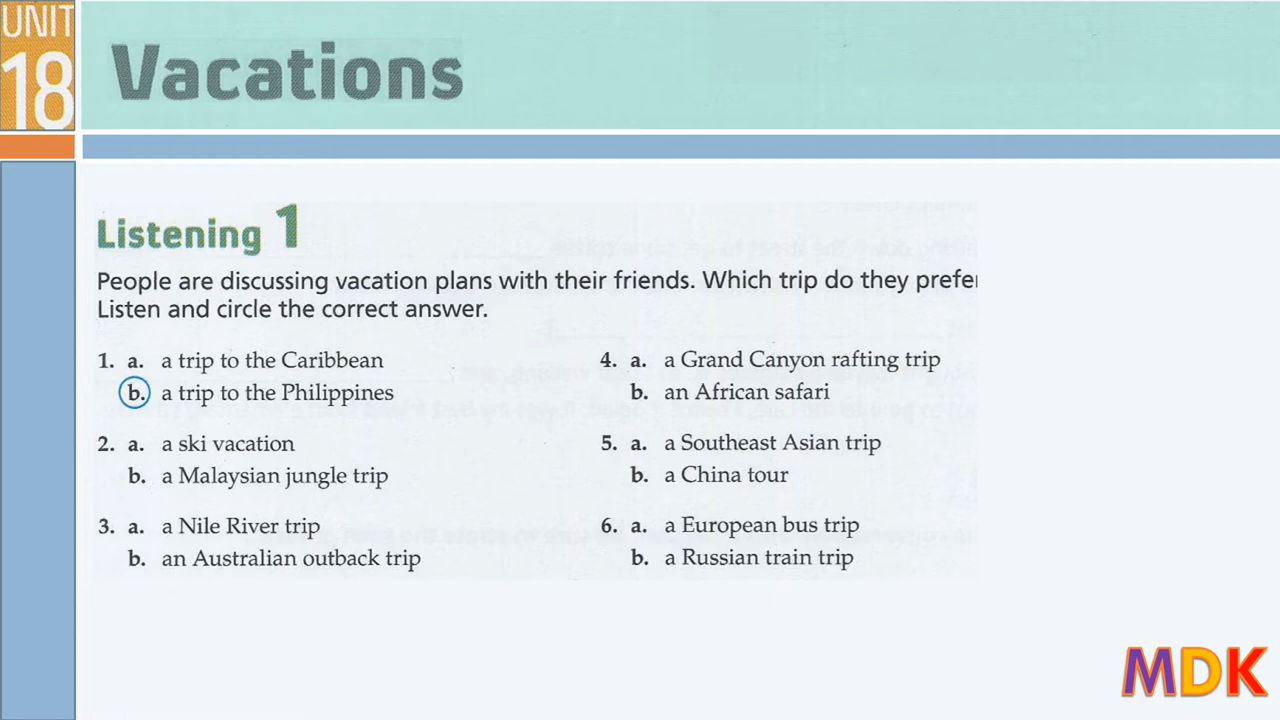 UNIT
18
Vacations
Listening 1
People are discussing vacation plans with their friends. Which trip do they prefer
Listen and circle the correct answer.
1. a. a trip to the Caribbean
b. a trip to the Philippines
2. a. a ski vacation
b. a Malaysian jungle trip
3. a. a Nile River trip
b. an Australian outback trip
4. a. a Grand Canyon rafting trip
b. an African safari
5. a. a Southeast Asian trip
b. a China tour
6. a. a European bus trip
b. a Russian train trip
MDK